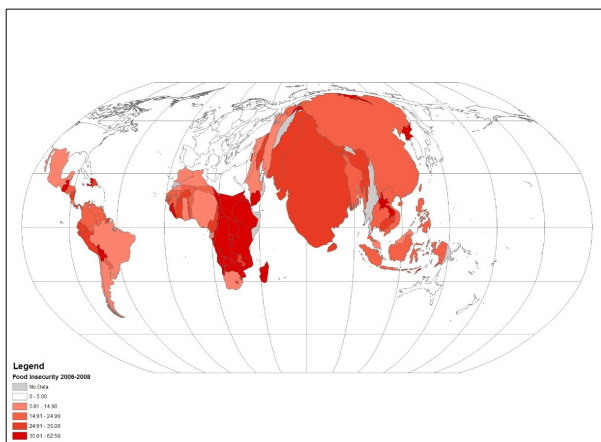 Legend
Food Insecurity 2006-2008
No Data
0 - 5.00
5.01 - 14.90
14.91 - 24.90
24.91 - 35.00
35.01 - 62.50